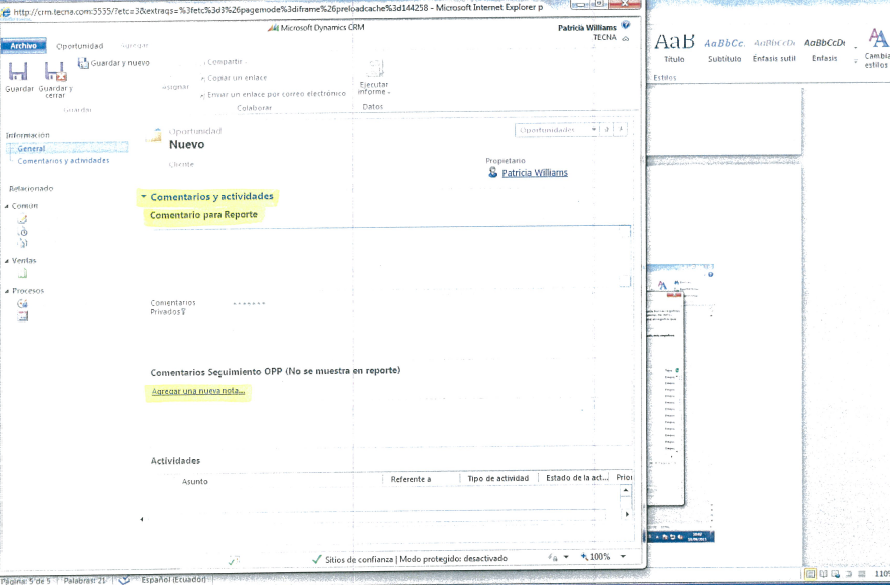 http://crm.tecna.com:5555/?etc=3&extraqs=%3fetc%3d3%26pagemode%3diframe%26preloadcache%3d144258 - Microsoft Internet Explorer p
Microsoft Dynamics CRM
Patricia Williams
TECNA
Archivo
Oportunidad
Agregar
Guardar
Guardar y cerrar
Guardar y nuevo
Guardar
Asignar
Compartir
Copiar un enlace
Enviar un enlace por correo electrónico
Colaborar
Ejecutar informe
Datos
AaB
AaBbCc.
AaBbCcDi
AaBbCcDi
Título
Subtítulo
Énfasis sutil
Énfasis
Cambia
estilos
Estilos
Información
General
Comentarios y actividades
Relacionado
Común
Ventas
Procesos
Oportunidad
Nuevo
Cliente
Oportunidades
Propietario
Patricia Williams
Comentarios y actividades
Comentario para Reporte
Comentarios
Privados?
Comentarios Seguimiento OPP (No se muestra en reporte)
Agregar una nueva nota...
Actividades
Asunto
Referente a
Tipo de actividad
Estado de la act...
Prior
Sitios de confianza | Modo protegido: desactivado
100%
Página: 5 de 5
Palabras: 21
Español (Ecuador)
110%